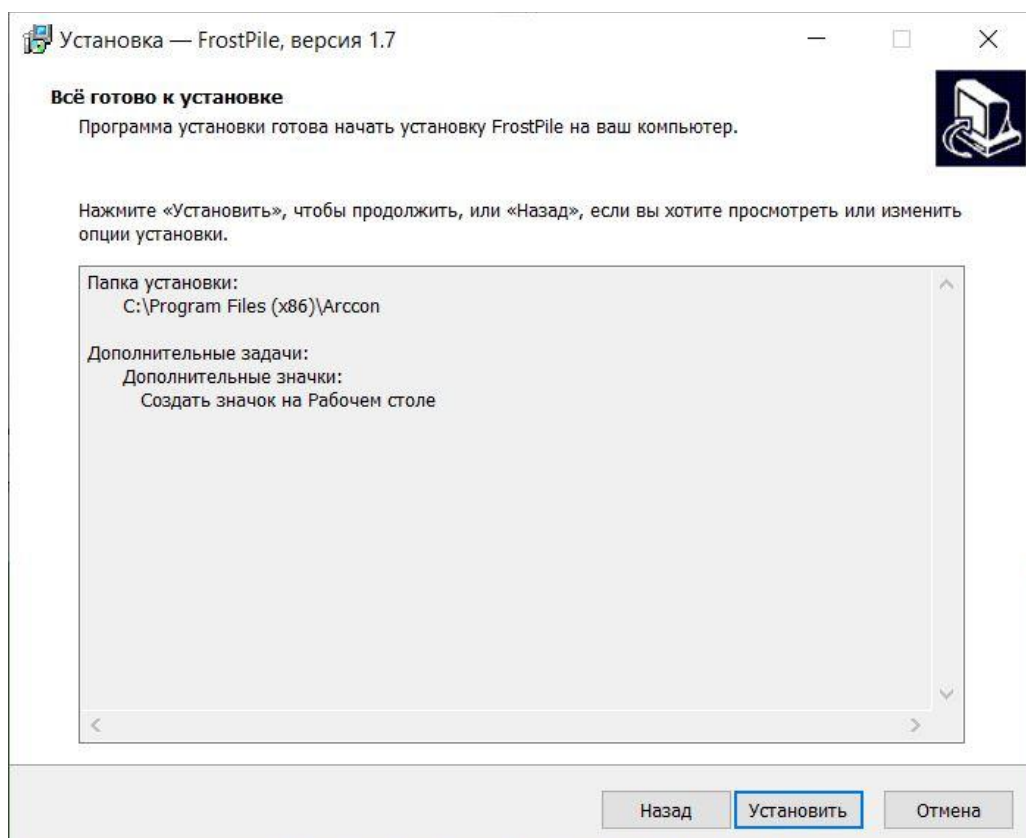 Установка — FrostPile, версия 1.7
Всё готово к установке
Программа установки готова начать установку FrostPile на ваш компьютер.
Нажмите «Установить», чтобы продолжить, или «Назад», если вы хотите просмотреть или изменить
опции установки.
Папка установки:
C:\Program Files (x86)\Arccon
Дополнительные задачи:
Дополнительные значки:
Создать значок на Рабочем столе
Назад
Установить
Отмена